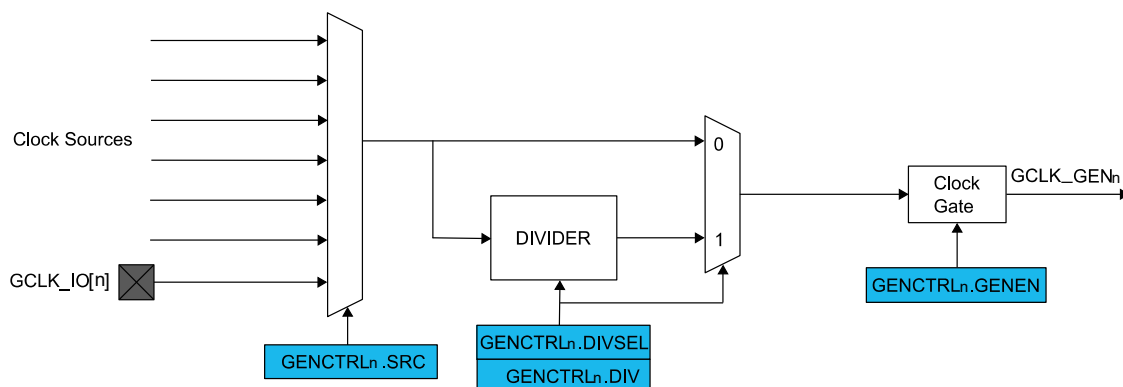 Clock Sources
GCLK_IO[n]
GENCTRLn.SRC
DIVIDER
0
1
GENCTRLn.DIVSEL
GENCTRLn.DIV
Clock
Gate
GCLK_GENn
GENCTRLn.GENEN